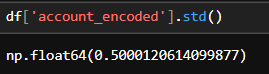 df['account_encoded'].std()
np.float64(0.5000120614099877)